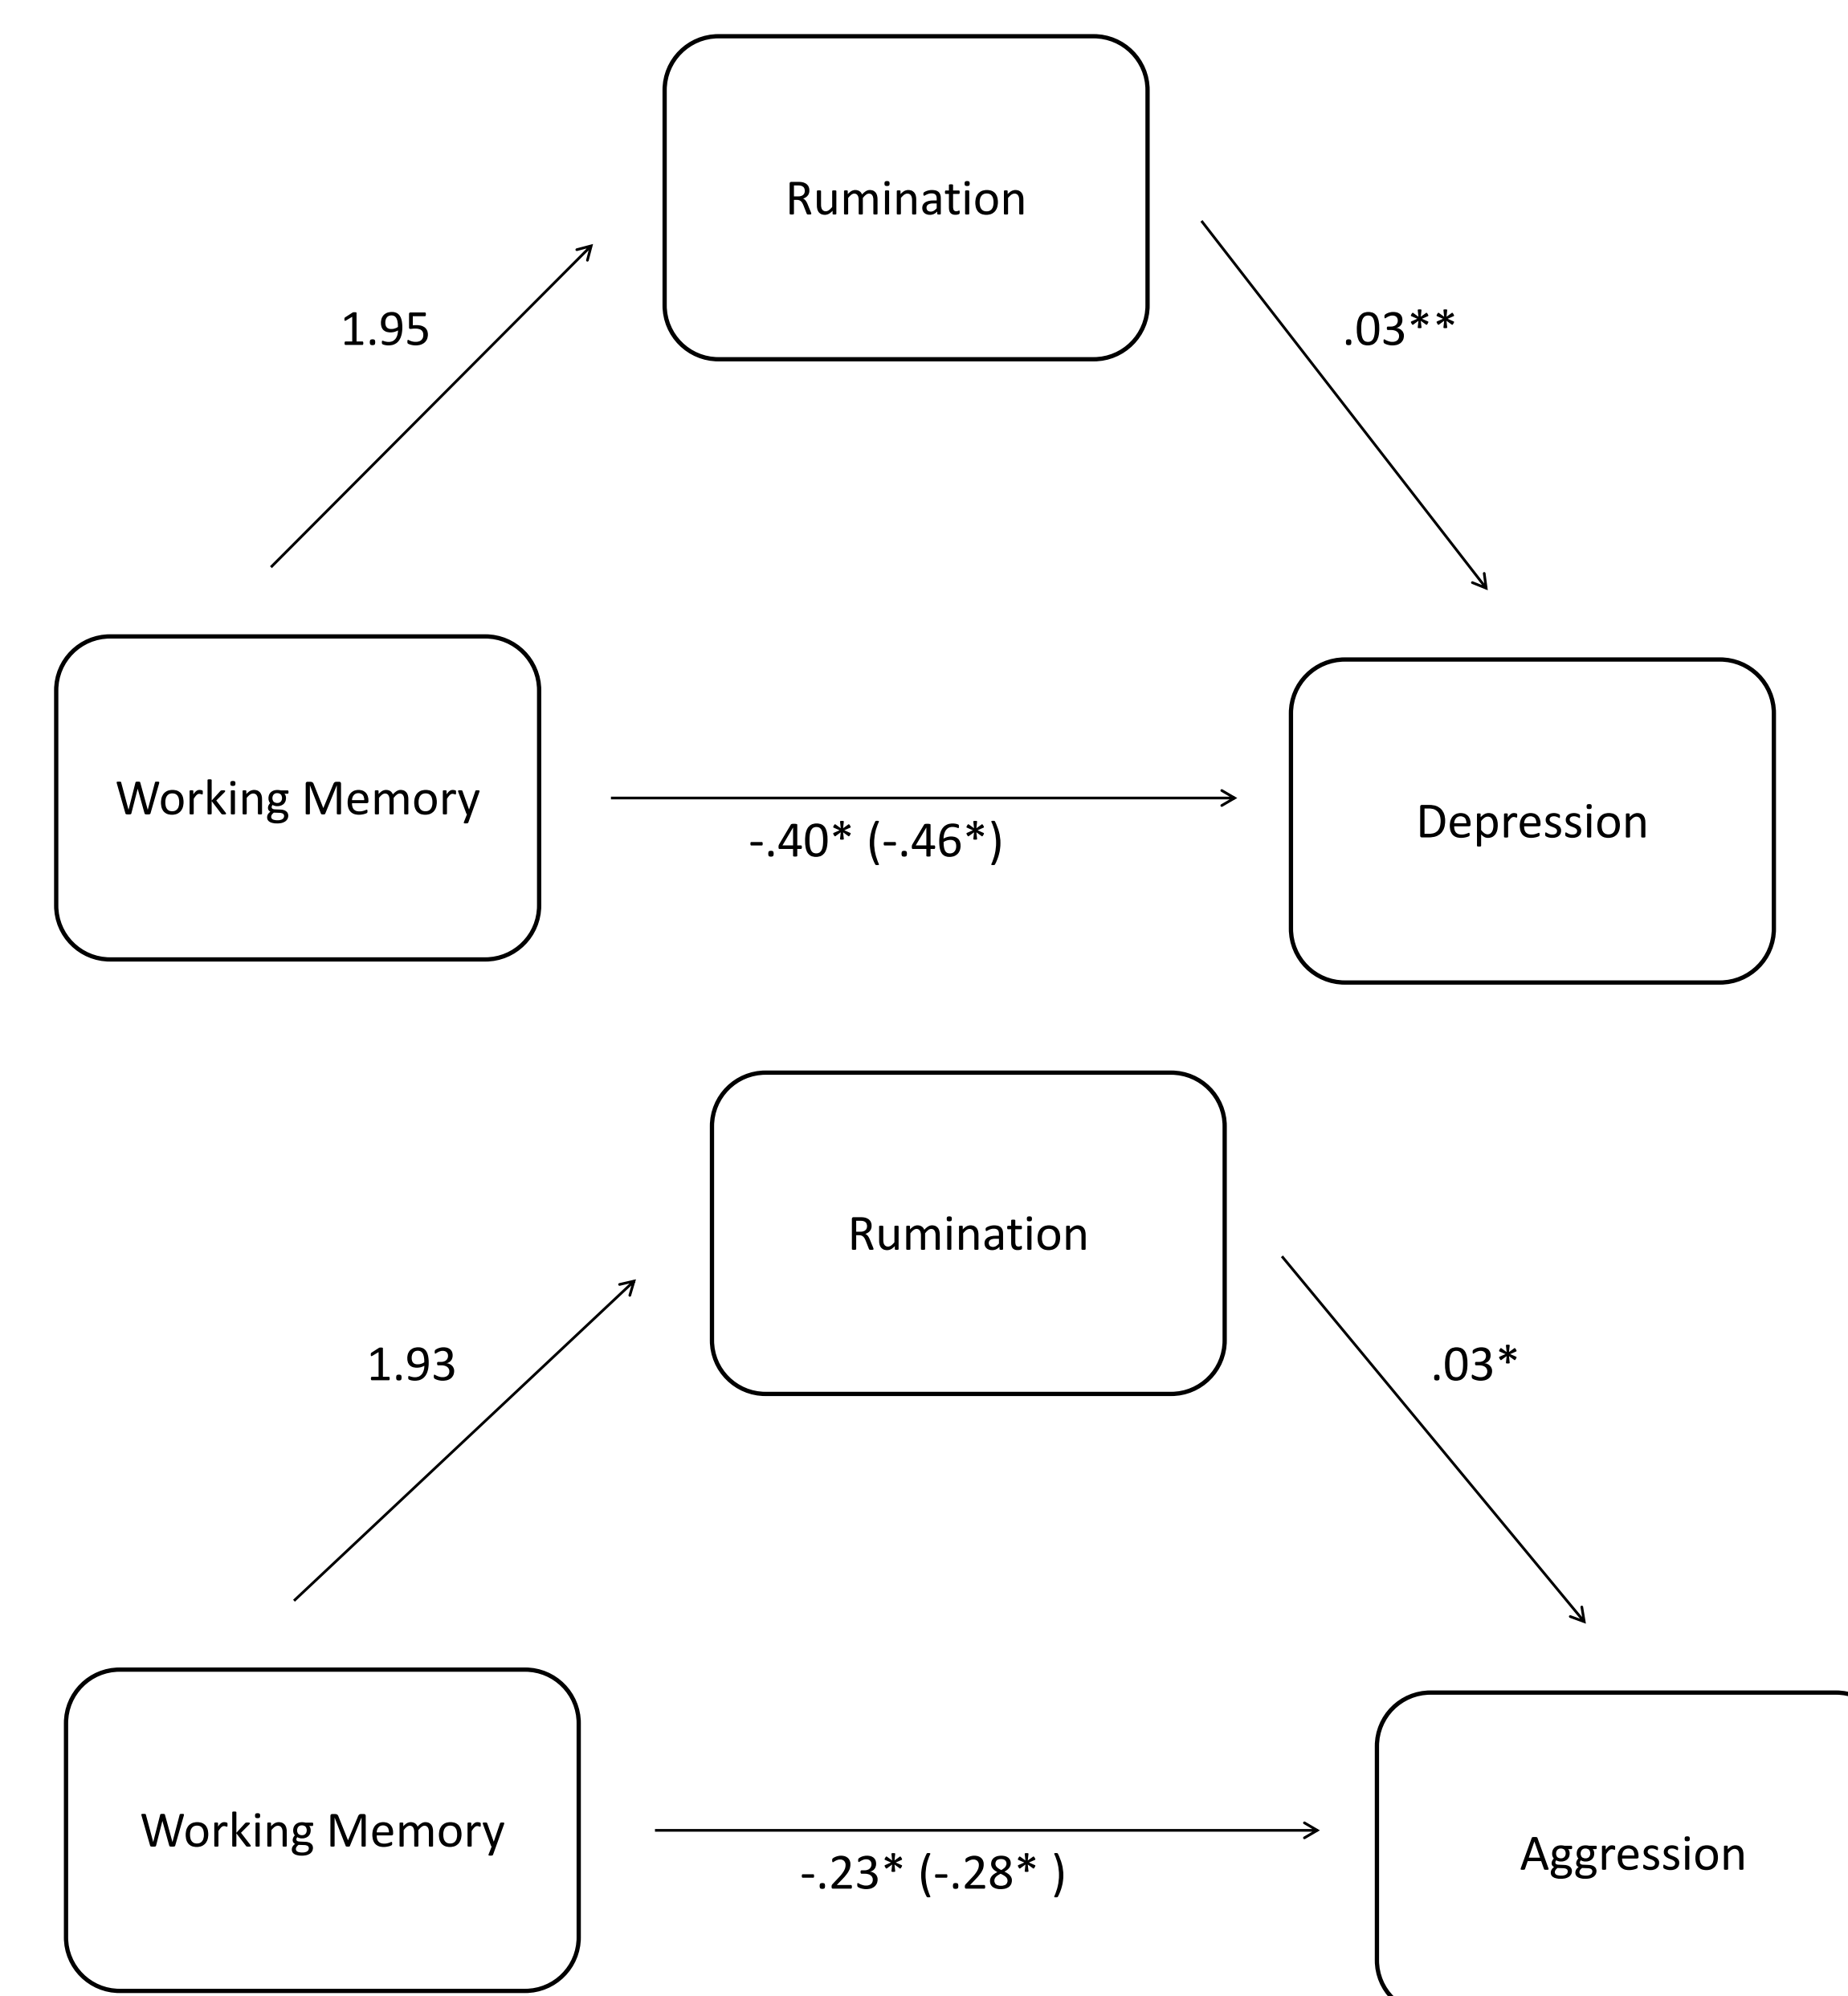 Rumination
1.95
.03**
Working Memory
-.40* (-.46*)
Depression
Rumination
1.93
.03*
Working Memory
-.23* (-.28* )
Aggression